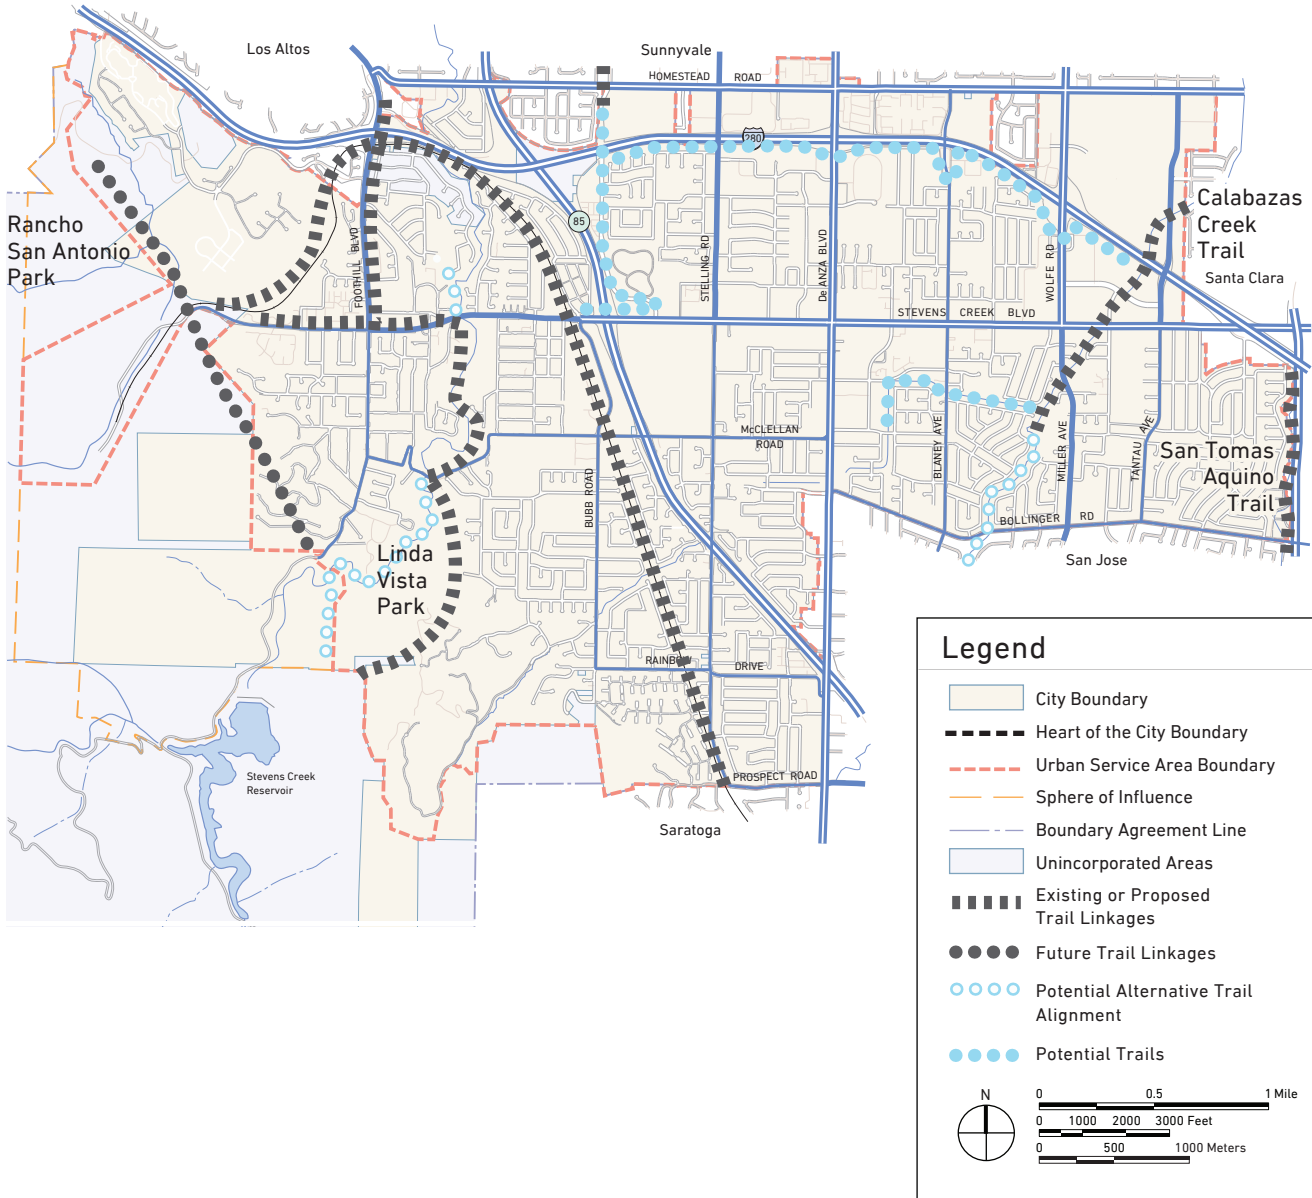 Los Altos
Sunnyvale
HOMESTEAD ROAD
280
Rancho
San Antonio
Park
85
FOOTHILL BLVD
STELLING RD
De ANZA BLVD
WOLFE RD
Calabazas
Creek
Trail
Santa Clara
STEVENS CREEK BLVD
McCLELLAN
ROAD
BLANEY AVE
MILLER AVE
TANTAU AVE
San Tomas
Aquino
Trail
BUBB ROAD
BOLLINGER RD
San Jose
Linda
Vista
Park
RAINBOW DRIVE
Stevens Creek
Reservoir
PROSPECT ROAD
Saratoga
Legend
City Boundary
Heart of the City Boundary
Urban Service Area Boundary
Sphere of Influence
Boundary Agreement Line
Unincorporated Areas
Existing or Proposed
Trail Linkages
Future Trail Linkages
Potential Alternative Trail
Alignment
Potential Trails
N
0 0.5 1 Mile
0 1000 2000 3000 Feet
0 500 1000 Meters